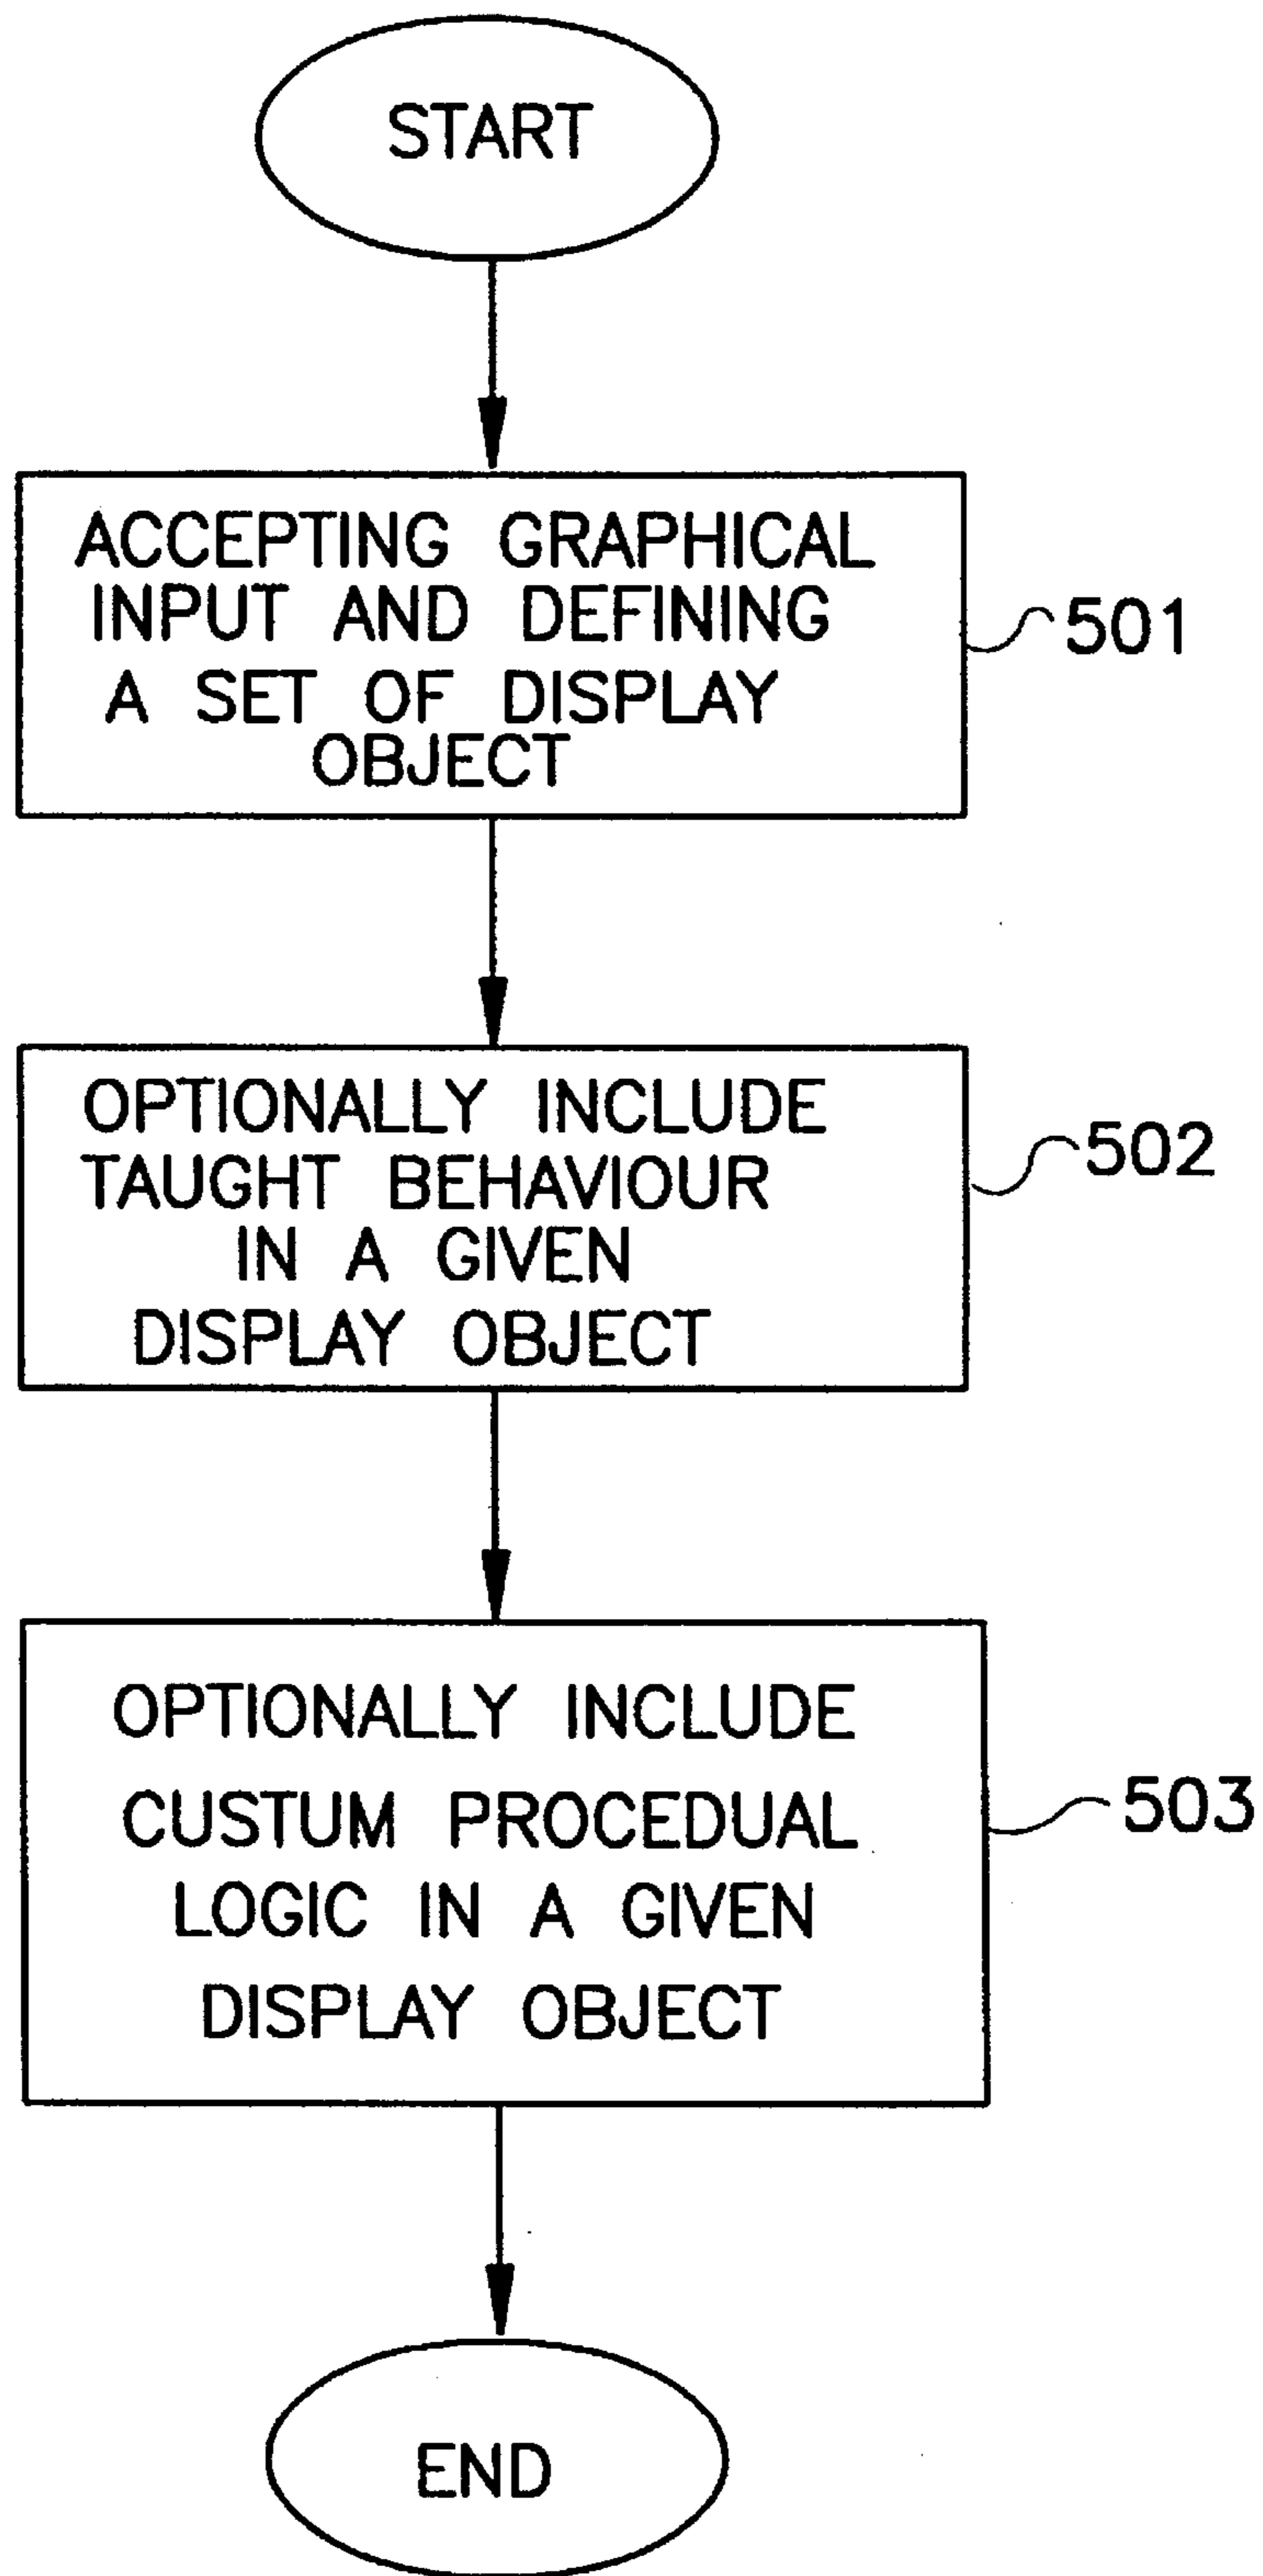 START
ACCEPTING GRAPHICAL
INPUT AND DEFINING
A SET OF DISPLAY
OBJECT
501
OPTIONALLY INCLUDE
TAUGHT BEHAVIOUR
IN A GIVEN
DISPLAY OBJECT
502
OPTIONALLY INCLUDE
CUSTUM PROCEDUAL
LOGIC IN A GIVEN
DISPLAY OBJECT
503
END